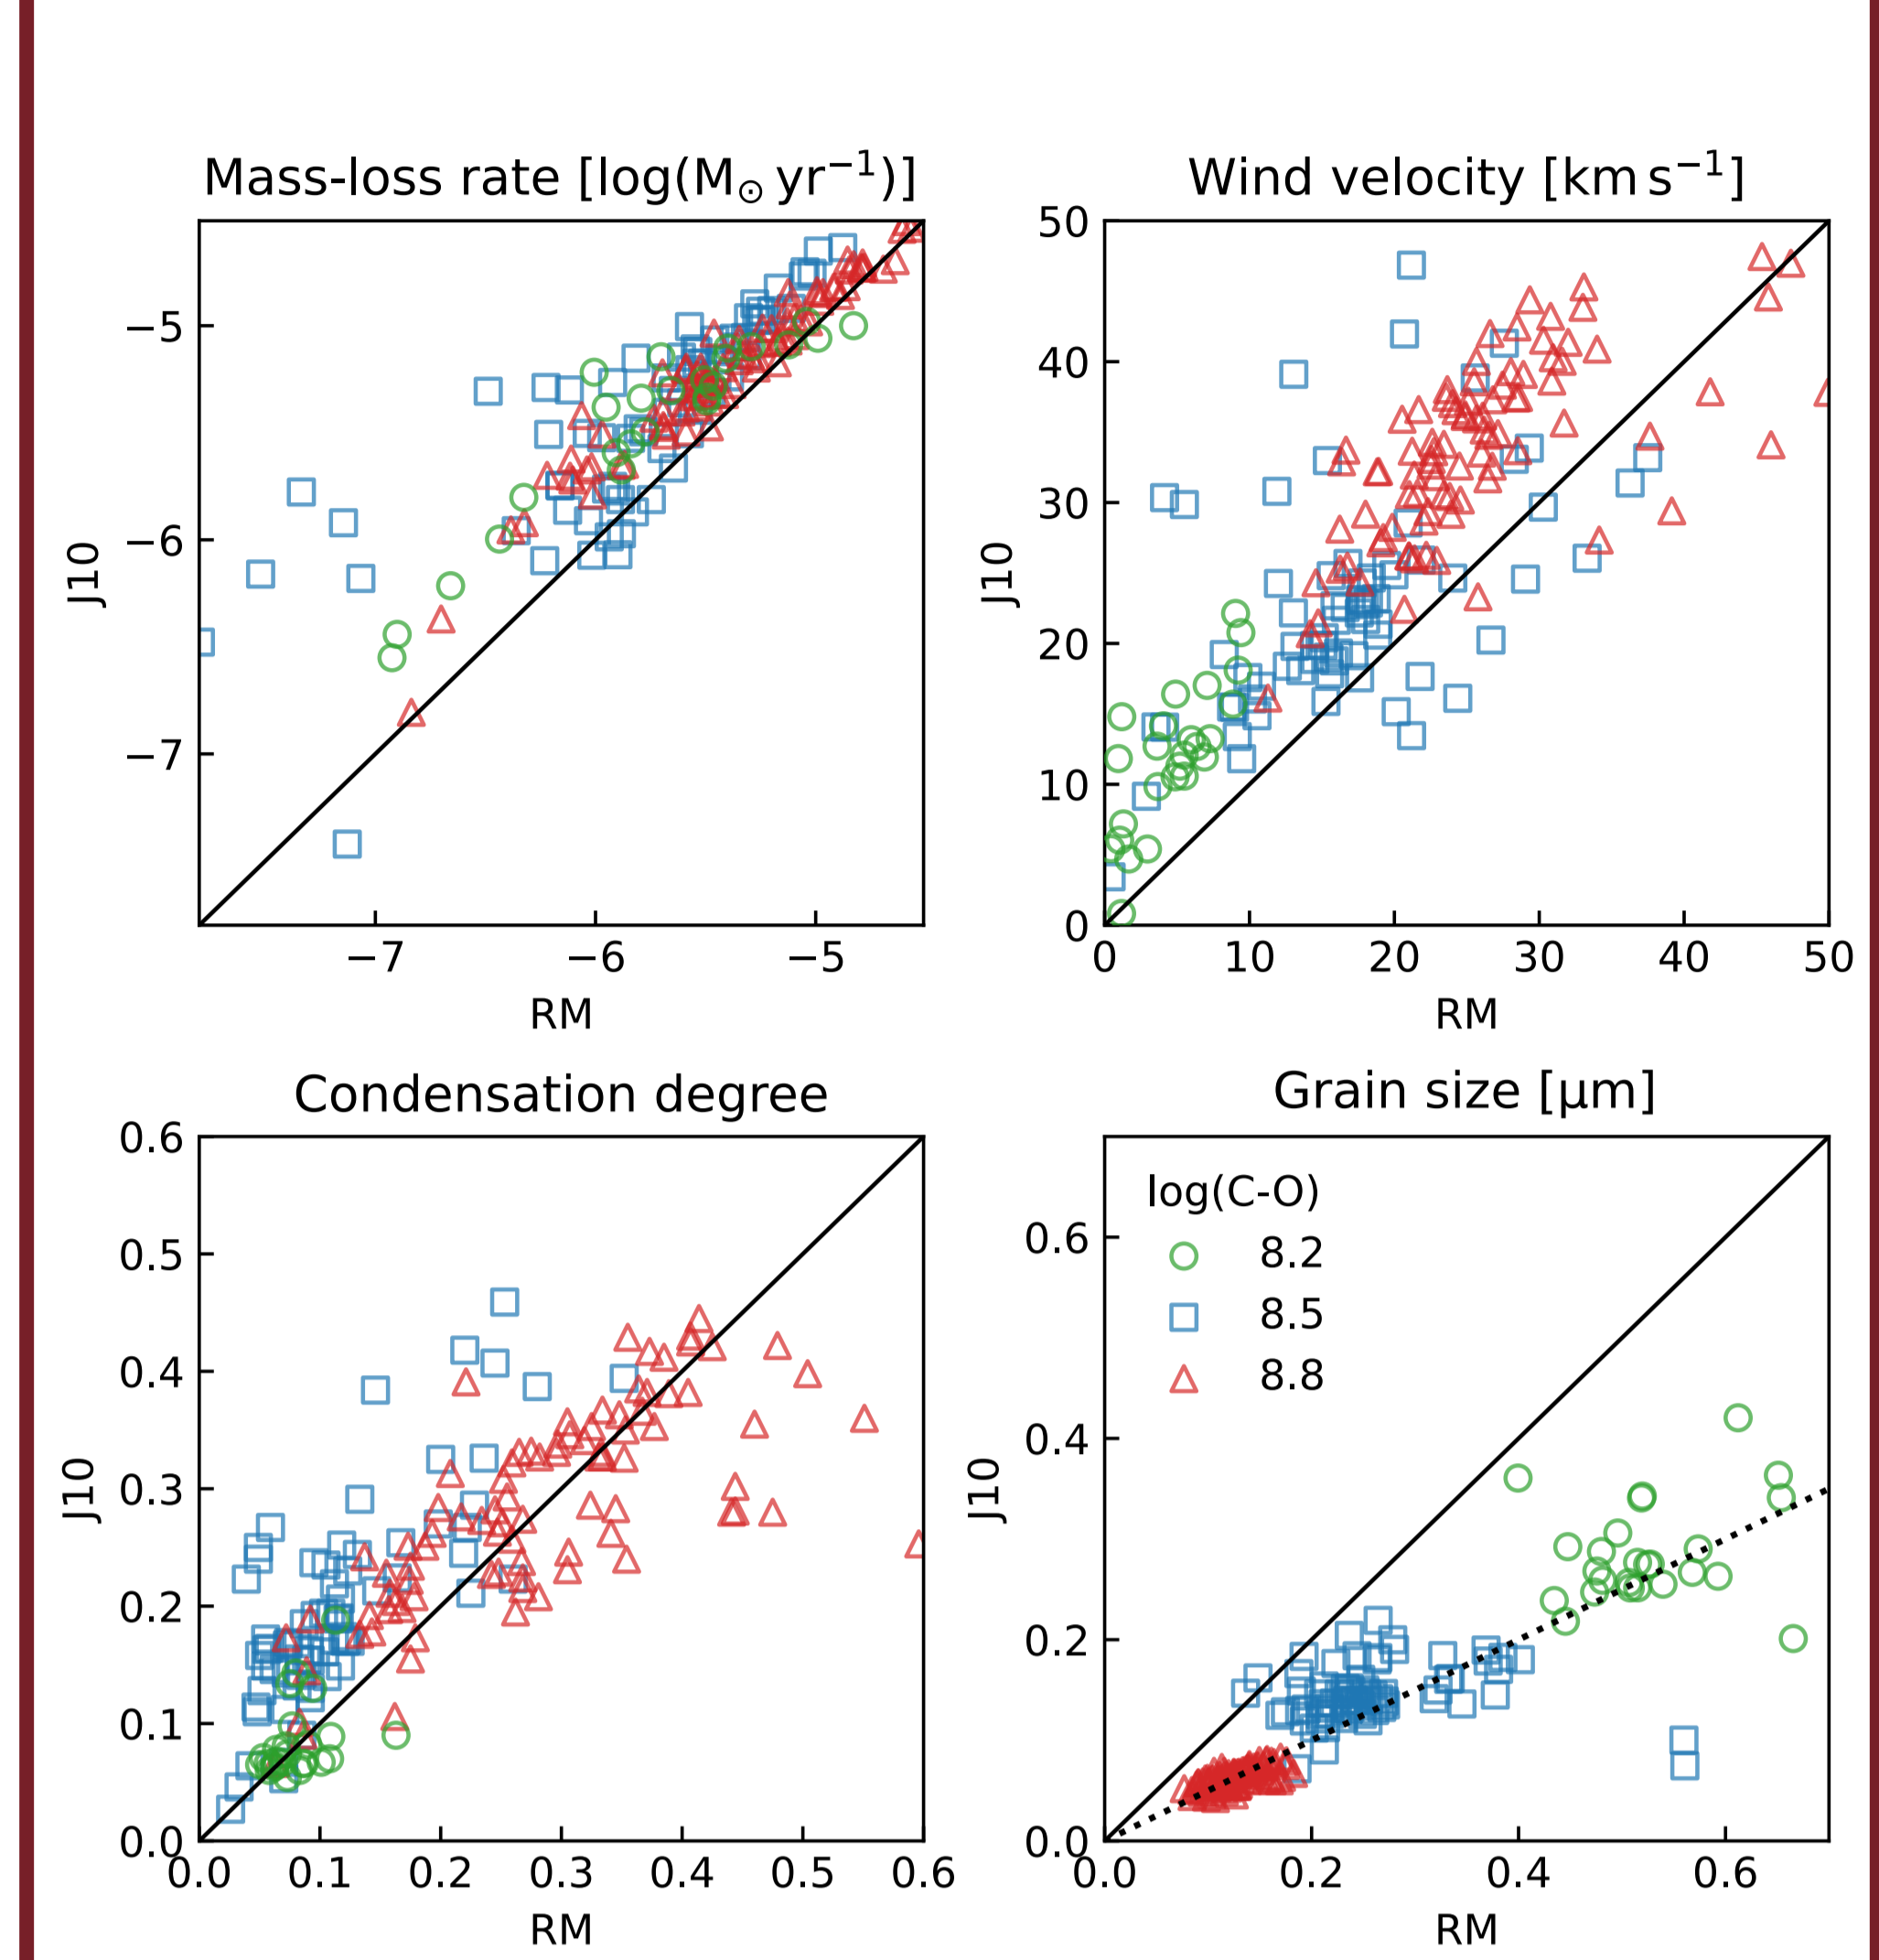 Mass-loss rate [log(M⊙ yr⁻¹)]
−5
−6
−7
J10
−7 −6 −5
RM
Wind velocity [km s⁻¹]
50
40
30
20
10
0
J10
0 10 20 30 40 50
RM
Condensation degree
0.6
0.5
0.4
0.3
0.2
0.1
0.0
J10
0.0 0.1 0.2 0.3 0.4 0.5 0.6
RM
Grain size [µm]
log(C-O)
8.2
8.5
8.8
0.6
0.4
0.2
0.0
J10
0.0 0.2 0.4 0.6
RM